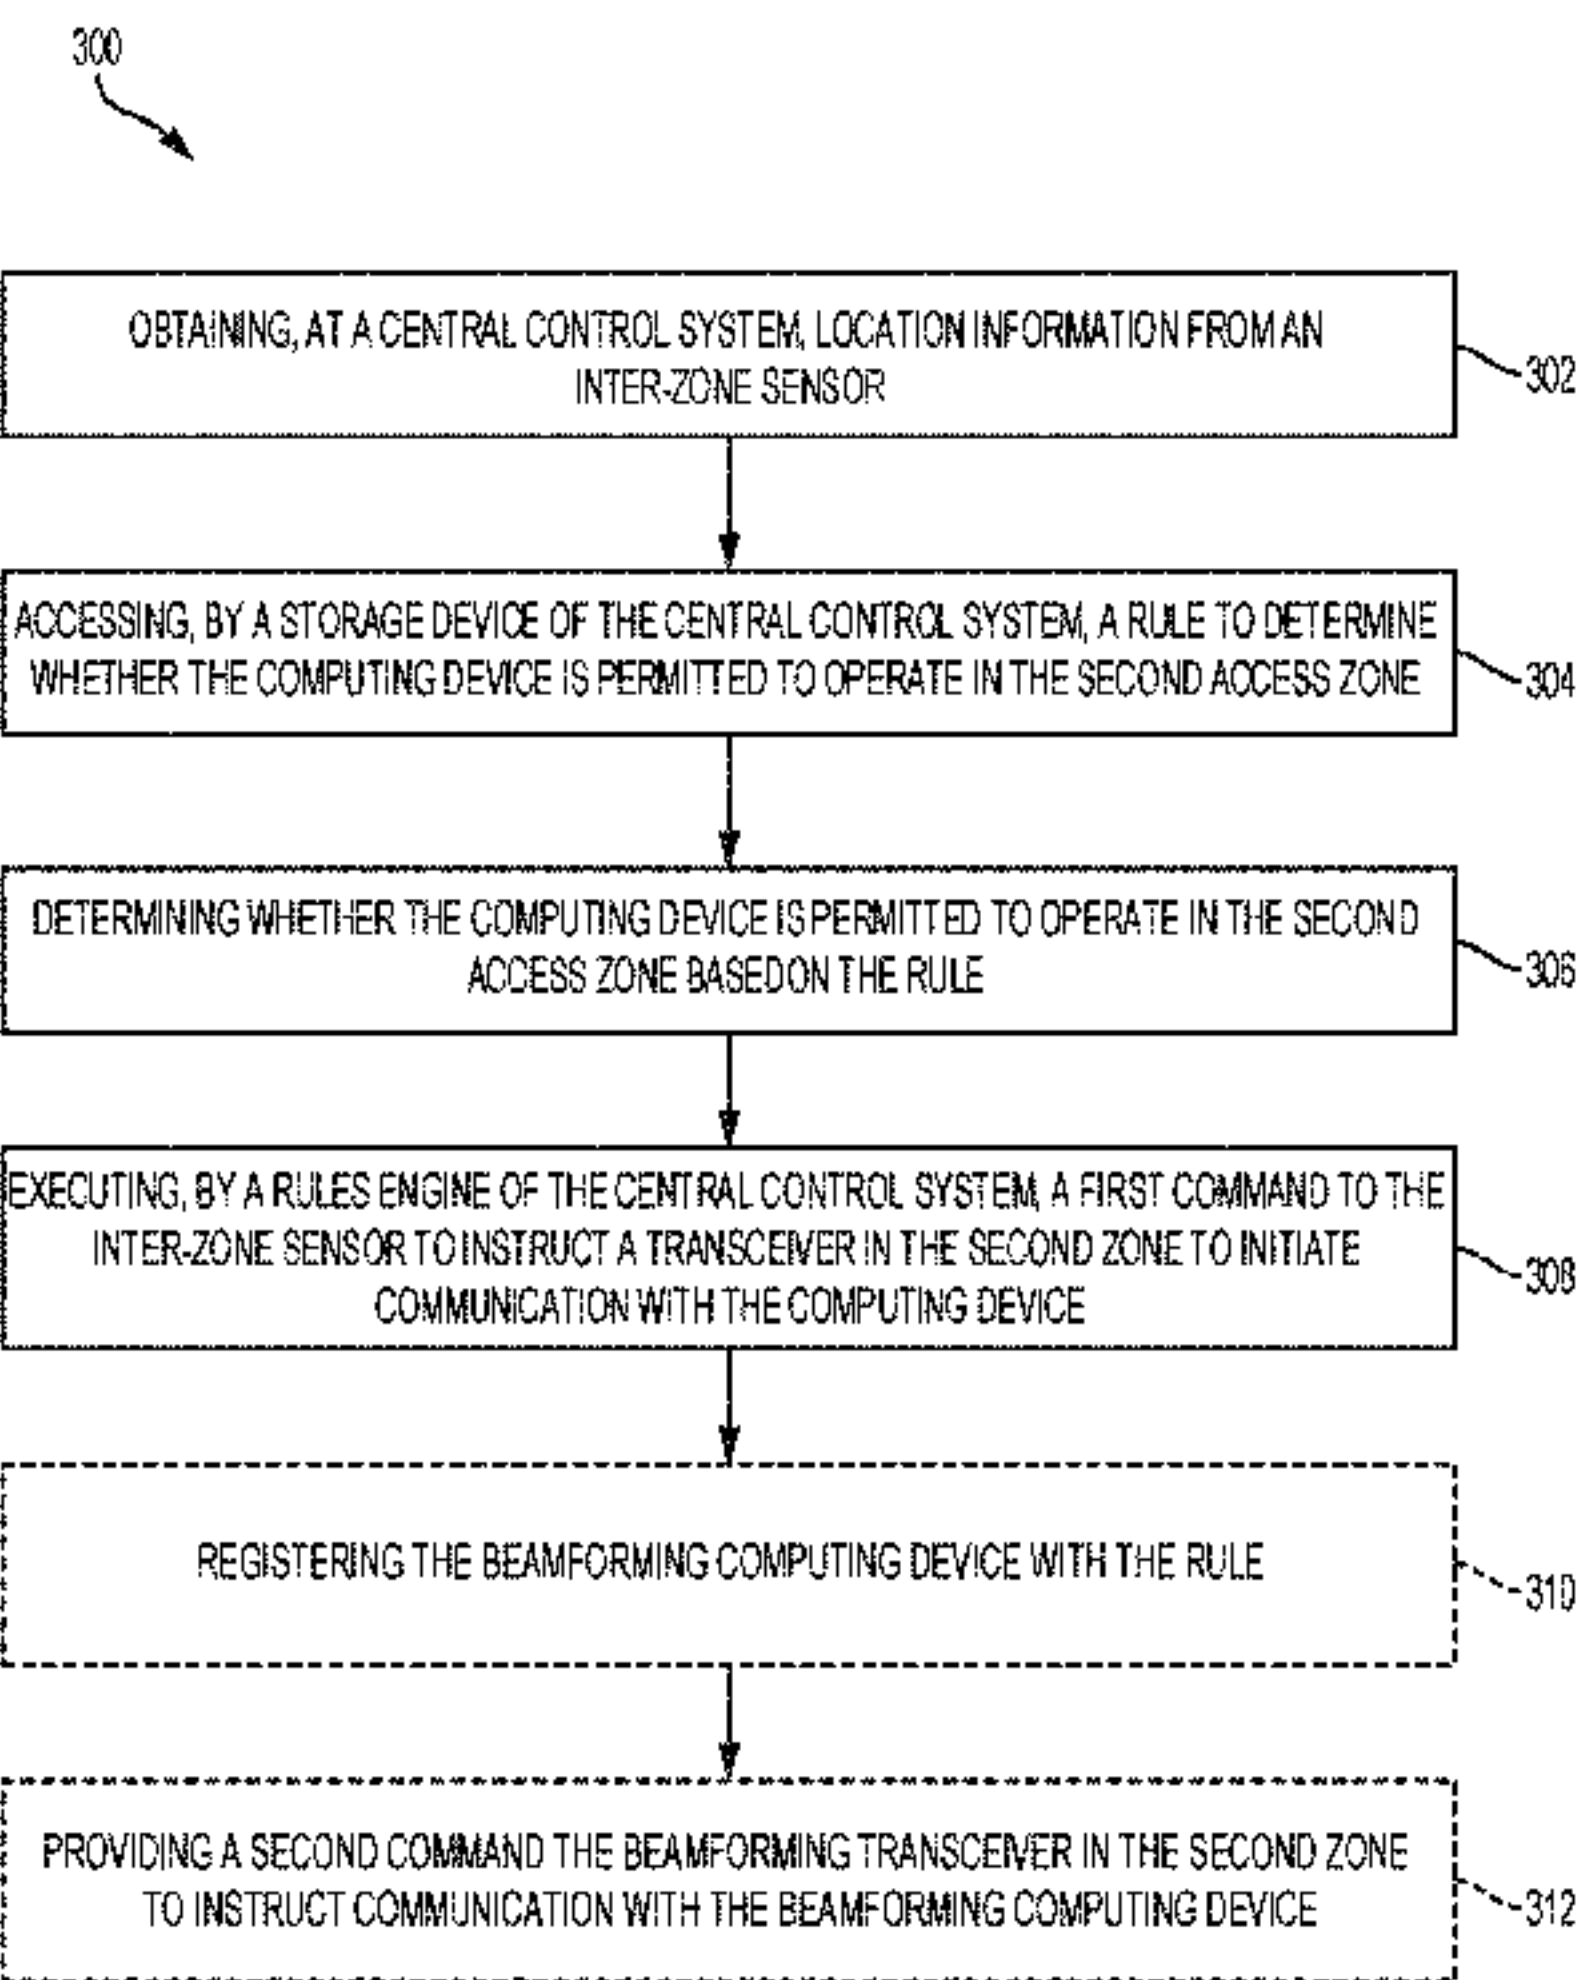 300
OBTAINING, AT A CENTRAL CONTROL SYSTEM, LOCATION INFORMATION FROM AN
INTER-ZONE SENSOR
302
ACCESSING, BY A STORAGE DEVICE OF THE CENTRAL CONTROL SYSTEM, A RULE TO DETERMINE
WHETHER THE COMPUTING DEVICE IS PERMITTED TO OPERATE IN THE SECOND ACCESS ZONE
304
DETERMINING WHETHER THE COMPUTING DEVICE IS PERMITTED TO OPERATE IN THE SECOND
ACCESS ZONE BASED ON THE RULE
306
EXECUTING, BY A RULES ENGINE OF THE CENTRAL CONTROL SYSTEM, A FIRST COMMAND TO THE
INTER-ZONE SENSOR TO INSTRUCT A TRANSCEIVER IN THE SECOND ZONE TO INITIATE
COMMUNICATION WITH THE COMPUTING DEVICE
308
REGISTERING THE BEAMFORMING COMPUTING DEVICE WITH THE RULE
310
PROVIDING A SECOND COMMAND THE BEAMFORMING TRANSCEIVER IN THE SECOND ZONE
TO INSTRUCT COMMUNICATION WITH THE BEAMFORMING COMPUTING DEVICE
312